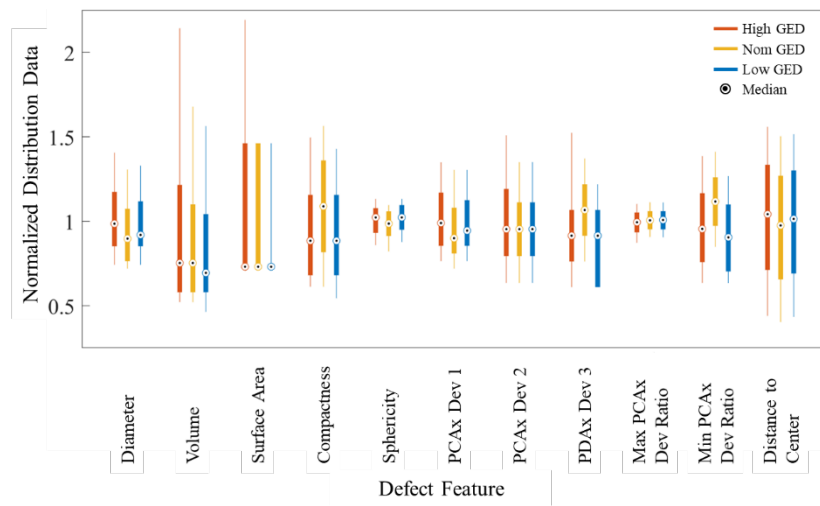 High GED
Nom GED
Low GED
Median
Normalized Distribution Data
2
1.5
1
0.5
Diameter
Volume
Surface Area
Compactness
Sphericity
PCAx Dev 1
PCAx Dev 2
PDAx Dev 3
Max PCAx
Dev Ratio
Min PCAx
Dev Ratio
Distance to
Center
Defect Feature